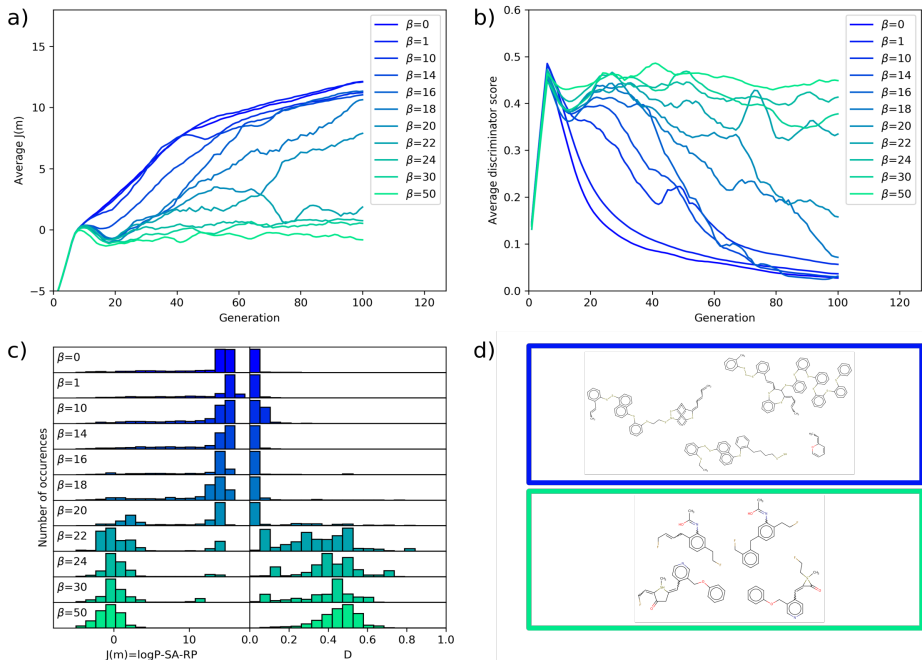 a)
15
10
5
0
−5
0
20
40
60
80
100
120
Average J(m)
Generation
β=0
β=1
β=10
β=14
β=16
β=18
β=20
β=22
β=24
β=30
β=50
b)
0.6
0.5
0.4
0.3
0.2
0.1
0.0
0
20
40
60
80
100
120
Average discriminator score
Generation
β=0
β=1
β=10
β=14
β=16
β=18
β=20
β=22
β=24
β=30
β=50
c)
Number of occurences
β=0
β=1
β=10
β=14
β=16
β=18
β=20
β=22
β=24
β=30
β=50
0
10
0.0
0.2
0.4
0.6
0.8
1.0
J(m)=logP-SA-RP
D
d)